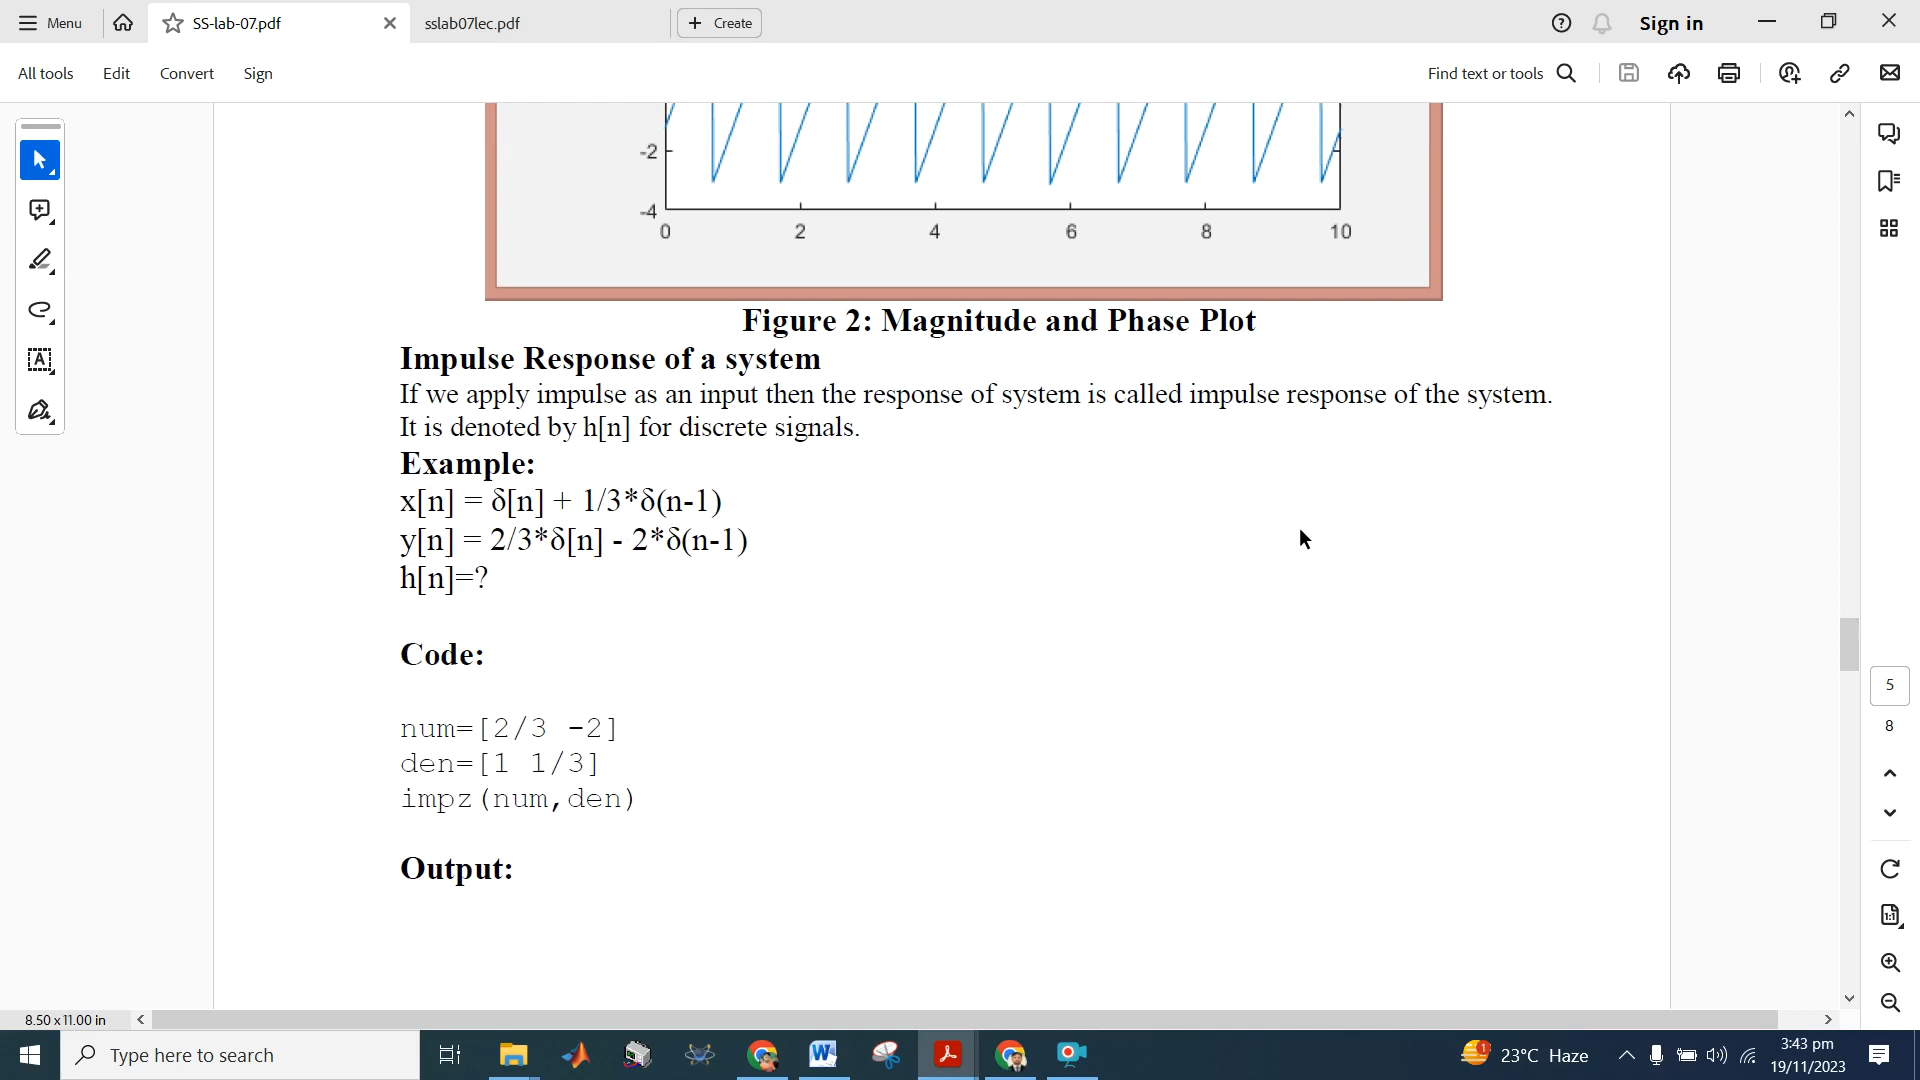 Menu
SS-lab-07.pdf
sslab07lec.pdf
Create
Sign in
All tools
Edit
Convert
Sign
Find text or tools
-2
-4
0 2 4 6 8 10
Figure 2: Magnitude and Phase Plot
Impulse Response of a system
If we apply impulse as an input then the response of system is called impulse response of the system.
It is denoted by h[n] for discrete signals.
Example:
x[n] = δ[n] + 1/3*δ(n-1)
y[n] = 2/3*δ[n] - 2*δ(n-1)
h[n]=?
Code:
num=[2/3 -2]
den=[1 1/3]
impz(num,den)
Output:
5
8
8.50 x 11.00 in
Type here to search
1
23°C Haze
3:43 pm
19/11/2023